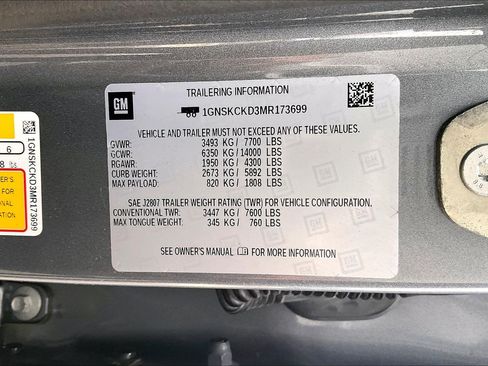 GM
TRAILERING INFORMATION
1GNSKCKD3MR173699
VEHICLE AND TRAILER MUST NOT EXCEED ANY OF THESE VALUES.
GVWR: 3493 KG/ 7700 LBS
GCWR: 6350 KG/ 14000 LBS
RGAWR: 1950 KG/ 4300 LBS
CURB WEIGHT: 2673 KG/ 5892 LBS
MAX PAYLOAD: 820 KG/ 1808 LBS
SAE J2807 TRAILER WEIGHT RATING (TWR) FOR VEHICLE CONFIGURATION.
CONVENTIONAL TWR: 3447 KG/ 7600 LBS
MAX TONGUE WEIGHT: 345 KG/ 760 LBS
SEE OWNER'S MANUAL FOR MORE INFORMATION
6
8 lbs
1GNSKCKD3MR173699